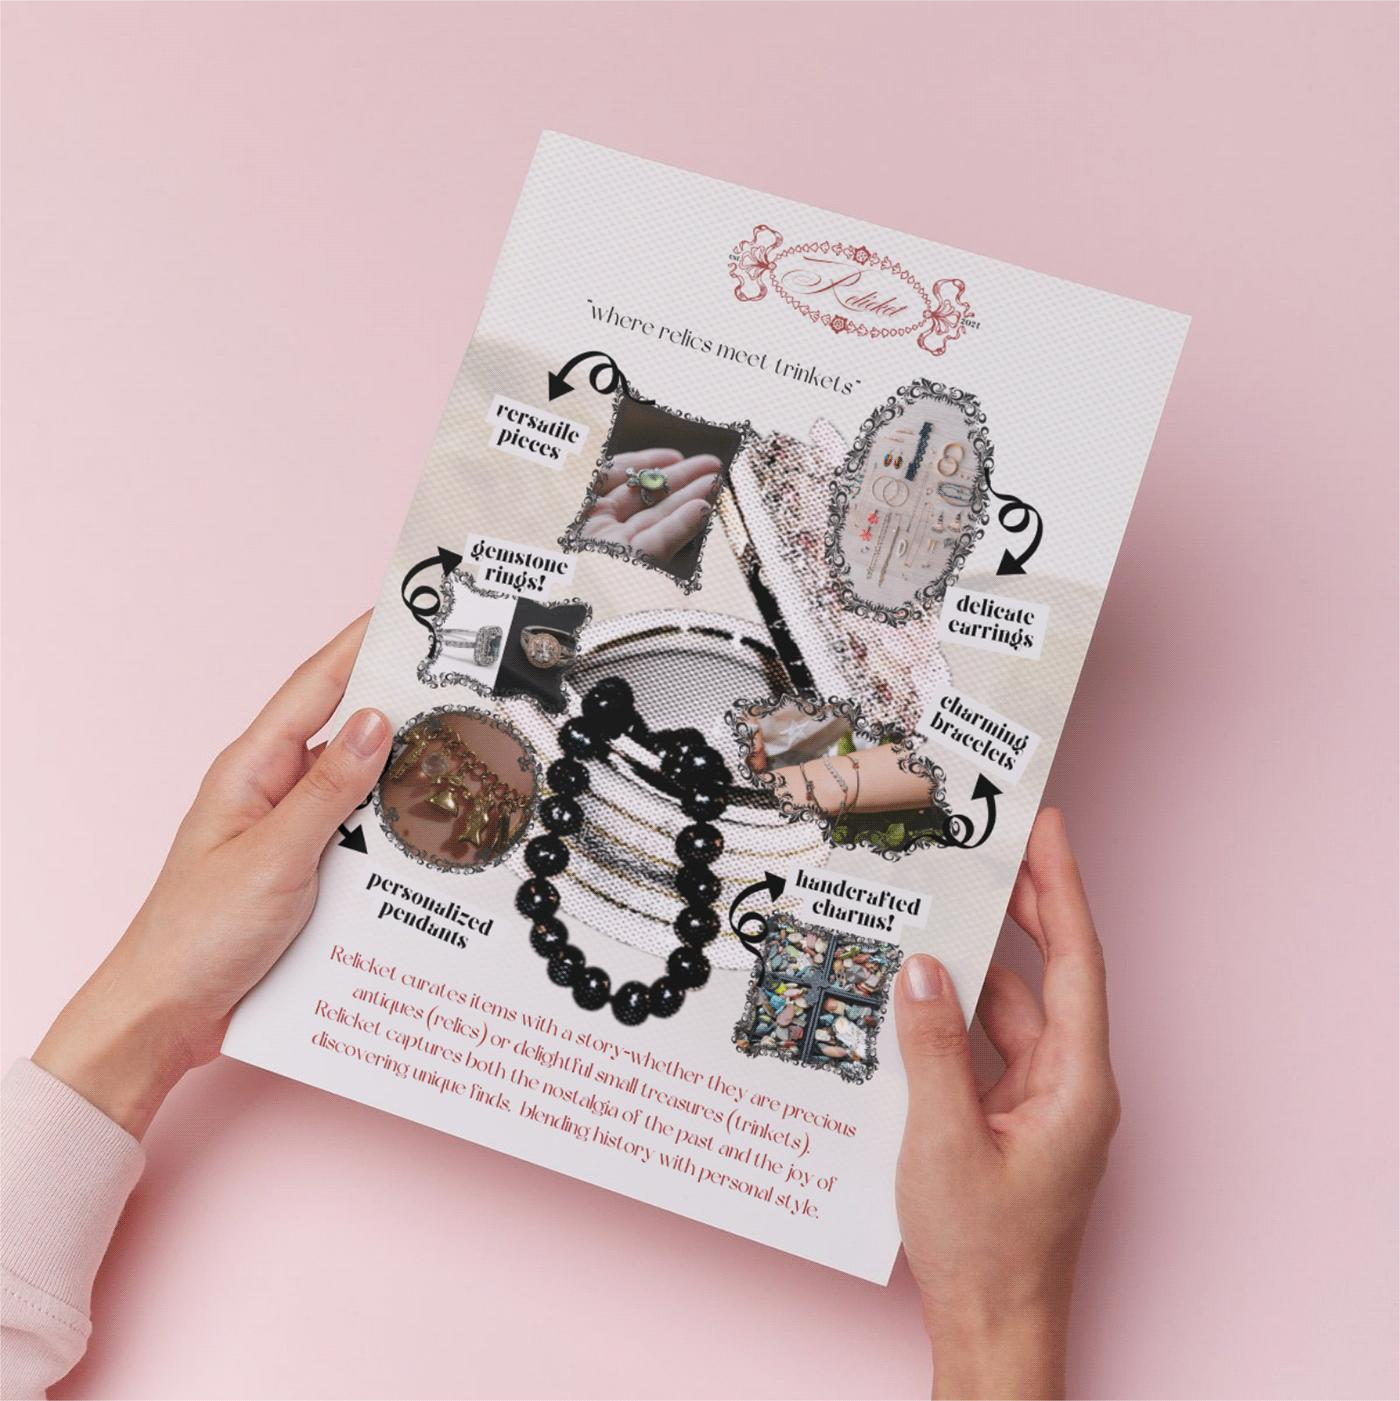 est
Relicket
2021
"where relics meet trinkets"
versatile
pieces
gemstone
rings!
delicate
earrings
charming
bracelets
personalized
pendants
handcrafted
charms!
Relicket curates items with a story-whether they are precious
antiques (relics) or delightful small treasures (trinkets).
Relicket captures both the nostalgia of the past and the joy of
discovering unique finds, blending history with personal style.